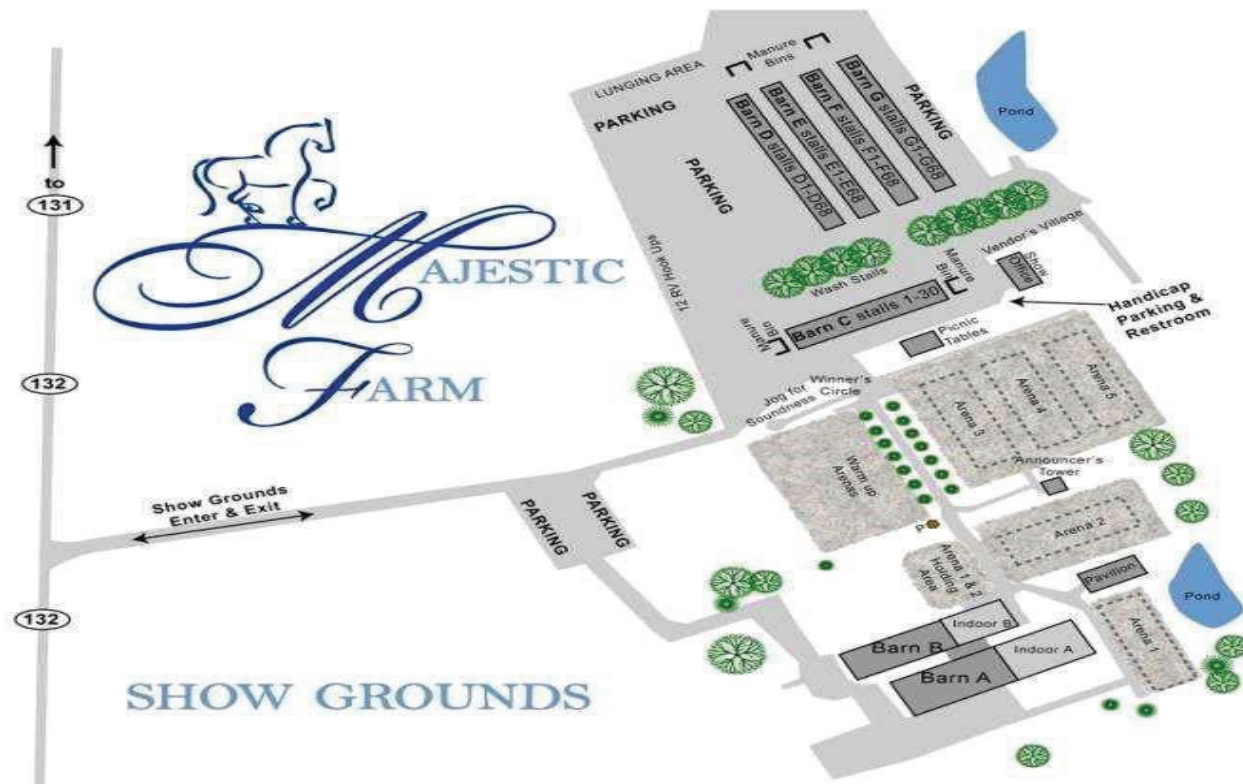 LUNGING AREA
Manure
Bins
PARKING
PARKING
PARKING
Barn D stalls D1-D68
Barn E stalls E1-E68
Barn F stalls F1-F68
Barn G stalls G1-G68
Pond
to
131
MAJESTIC
FARM
12 RV Hook Ups
Wash Stalls
Vendor's Village
Manure
Bin
Show
Office
Barn C stalls 1-30
Manure
Bin
Handicap
Parking &
Restroom
Picnic
Tables
132
Jog for
Soundness
Winner's
Circle
Arena 3
Arena 4
Arena 5
Warm up
Arenas
Announcer's
Tower
Show Grounds
Enter & Exit
PARKING
PARKING
P
Arena 2
Arena 1 & 2
Holding
Area
Pavilion
Pond
132
Indoor B
Barn B
Indoor A
Barn A
Arena 1
SHOW GROUNDS